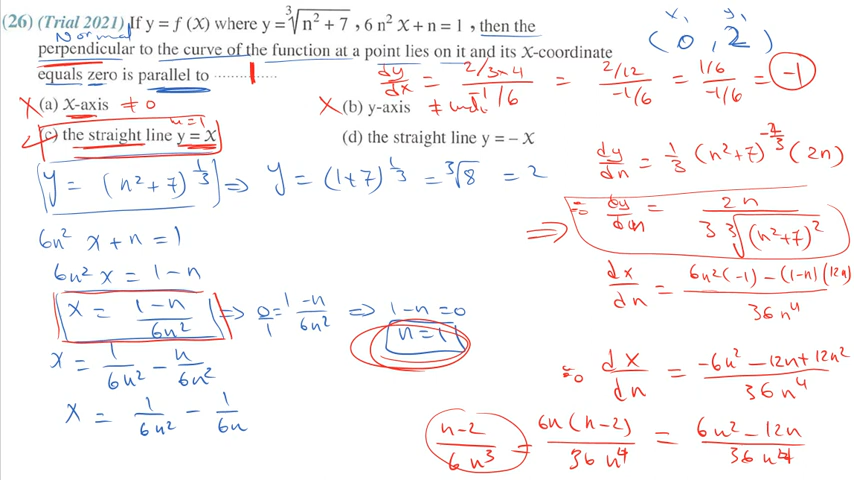 (26) (Trial 2021) If y = f (X) where y = ∛(n² + 7) , 6 n² X + n = 1 , then the
Normal
perpendicular to the curve of the function at a point lies on it and its X-coordinate
equals zero is parallel to ............
(a) X-axis ≠ 0
(b) y-axis
(c) the straight line y = X
(d) the straight line y = − X
x₁ y₁
(0, 2)
dy/dx = (2/3×4)/(-1/6) = (2/12)/(-1/6) = (1/6)/(-1/6) = -1
y = (n²+7)^(1/3) ⇒ y = (1+7)^(1/3) = ∛8 = 2
6n² x + n = 1
6n² x = 1 - n
x = (1-n)/(6n²) ⇒ 0/1 = (1-n)/(6n²) ⇒ 1-n=0
n=1
x = 1/(6n²) - n/(6n²)
x = 1/(6n²) - 1/(6n)
dy/dn = 1/3 (n²+7)^(-2/3) (2n)
⇒ dy/dn = 2n/(3 ∛((n²+7)²))
dx/dn = (6n²(-1) - (1-n)(12n))/(36n⁴)
dx/dn = (-6n² - 12n + 12n²)/(36n⁴)
(n-2)/(6n³) = 6n(n-2)/(36n⁴) = (6n² - 12n)/(36n⁴)